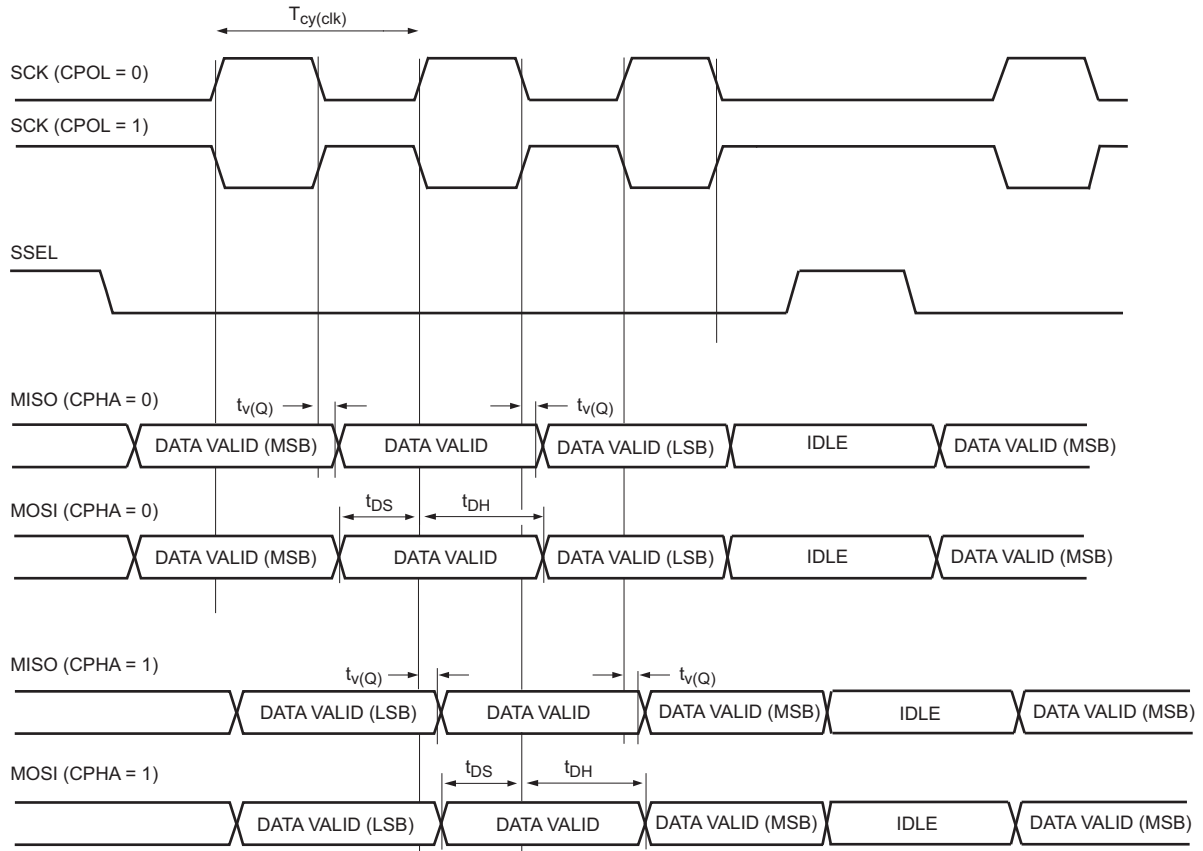 Tcy(clk)
SCK (CPOL = 0)
SCK (CPOL = 1)
SSEL
MISO (CPHA = 0)
tv(Q) tv(Q)
DATA VALID (MSB) DATA VALID DATA VALID (LSB) IDLE DATA VALID (MSB)
tDS tDH
MOSI (CPHA = 0)
DATA VALID (MSB) DATA VALID DATA VALID (LSB) IDLE DATA VALID (MSB)
MISO (CPHA = 1)
tv(Q) tv(Q)
DATA VALID (LSB) DATA VALID DATA VALID (MSB) IDLE DATA VALID (MSB)
tDS tDH
MOSI (CPHA = 1)
DATA VALID (LSB) DATA VALID DATA VALID (MSB) IDLE DATA VALID (MSB)